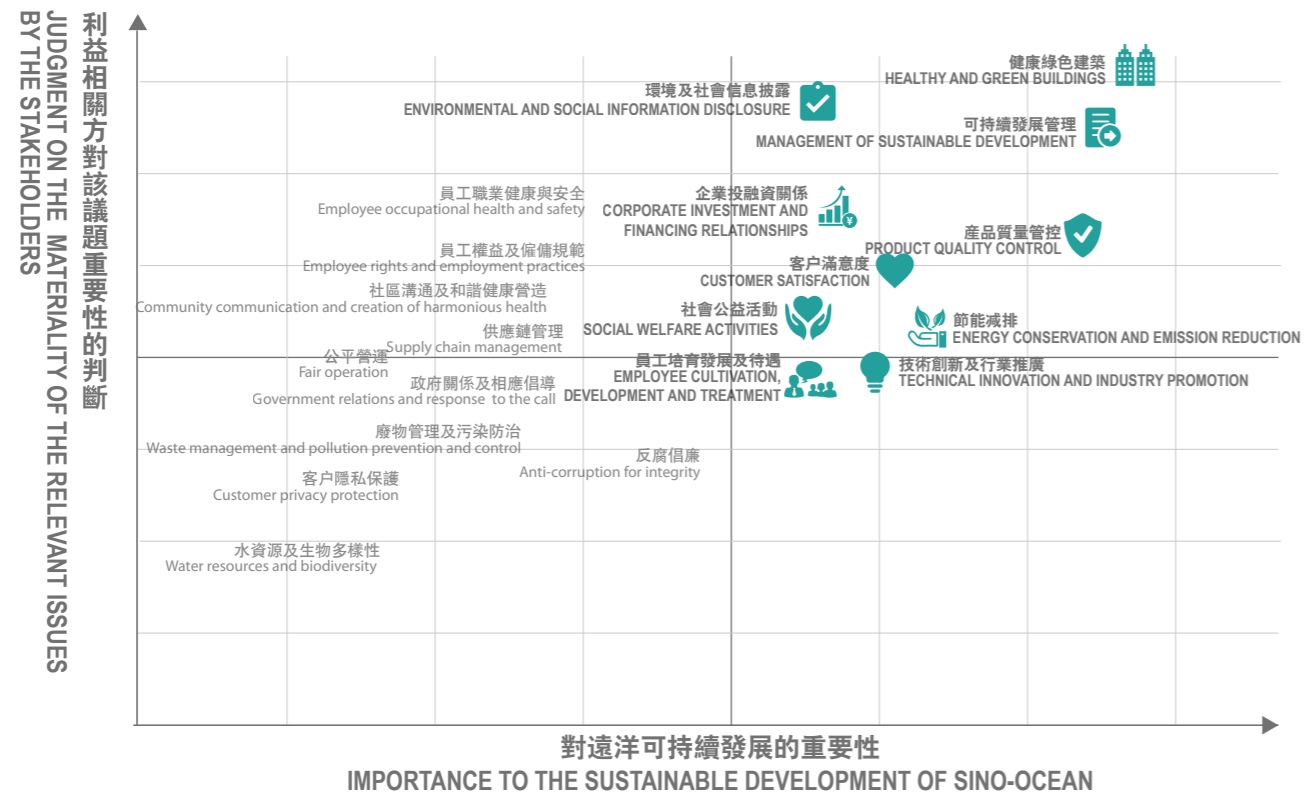 利益相關方對該議題重要性的判斷
JUDGMENT ON THE MATERIALITY OF THE RELEVANT ISSUES
BY THE STAKEHOLDERS
健康綠色建築
HEALTHY AND GREEN BUILDINGS
環境及社會信息披露
ENVIRONMENTAL AND SOCIAL INFORMATION DISCLOSURE
可持續發展管理
MANAGEMENT OF SUSTAINABLE DEVELOPMENT
員工職業健康與安全
Employee occupational health and safety
企業投融資關係
CORPORATE INVESTMENT AND
FINANCING RELATIONSHIPS
¥
產品質量管控
PRODUCT QUALITY CONTROL
員工權益及僱傭規範
Employee rights and employment practices
客户滿意度
CUSTOMER SATISFACTION
社區溝通及和諧健康營造
Community communication and creation of harmonious health
社會公益活動
SOCIAL WELFARE ACTIVITIES
節能減排
ENERGY CONSERVATION AND EMISSION REDUCTION
供應鏈管理
Supply chain management
公平營運
Fair operation
員工培育發展及待遇
EMPLOYEE CULTIVATION,
DEVELOPMENT AND TREATMENT
技術創新及行業推廣
TECHNICAL INNOVATION AND INDUSTRY PROMOTION
政府關係及相應倡導
Government relations and response to the call
廢物管理及污染防治
Waste management and pollution prevention and control
反腐倡廉
Anti-corruption for integrity
客户隱私保護
Customer privacy protection
水資源及生物多樣性
Water resources and biodiversity
對遠洋可持續發展的重要性
IMPORTANCE TO THE SUSTAINABLE DEVELOPMENT OF SINO-OCEAN